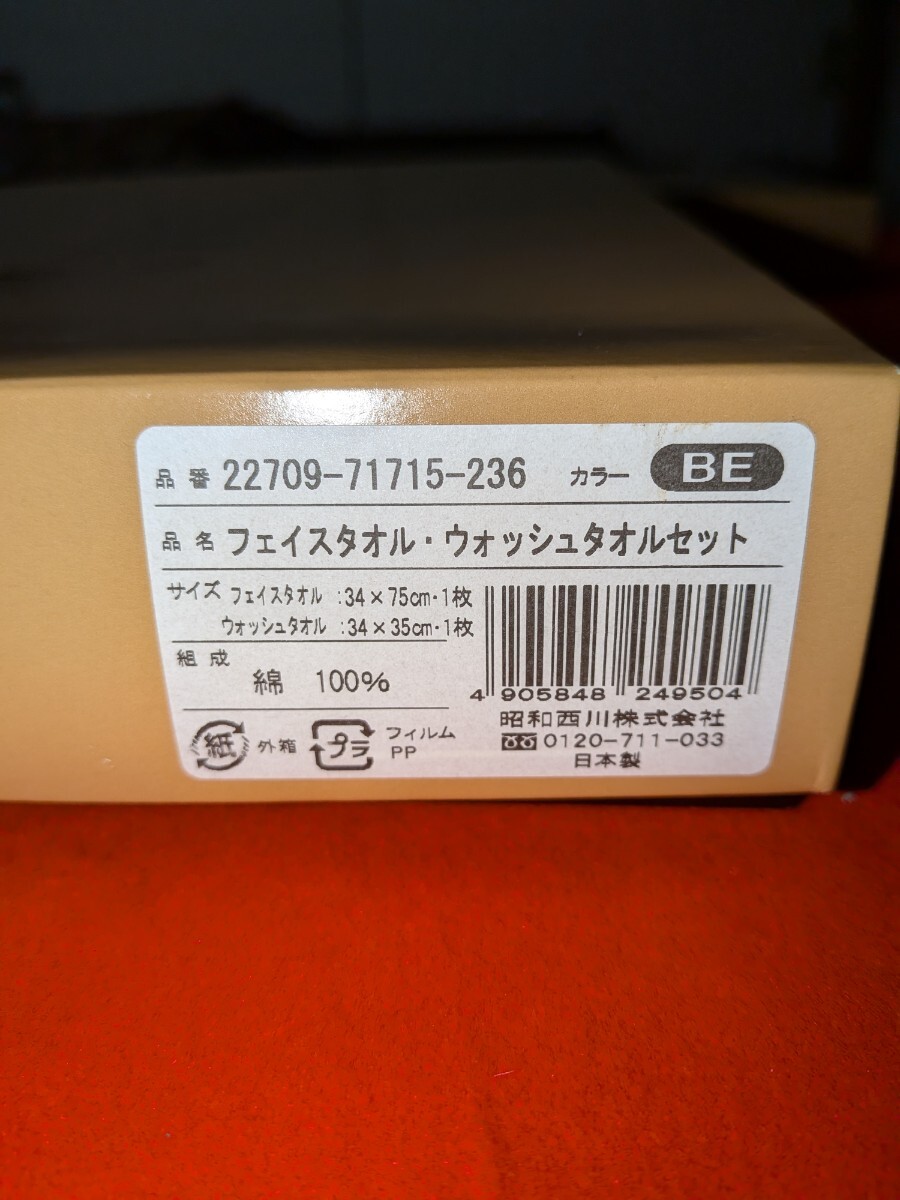 品番 22709-71715-236 カラー BE
品名 フェイスタオル・ウォッシュタオルセット
サイズ フェイスタオル :34×75cm・1枚
ウォッシュタオル :34×35cm・1枚
組成
綿 100%
4 905848 249504
紙 外箱 プラ フィルム PP
昭和西川株式会社
0120-711-033
日本製